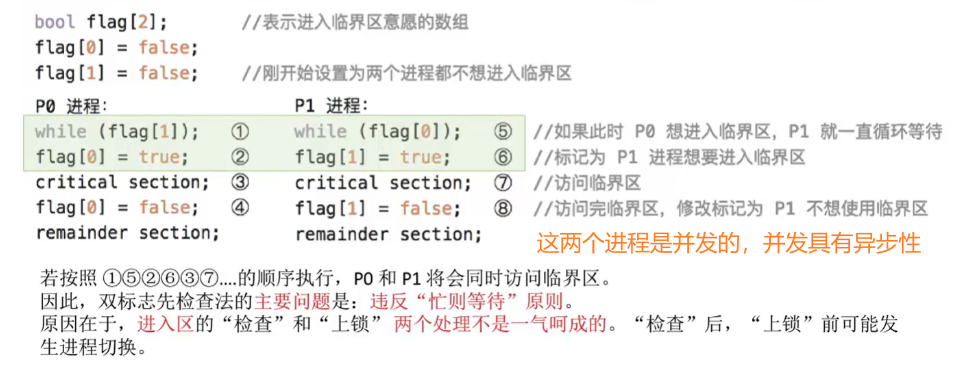 bool flag[2]; //表示进入临界区意愿的数组
flag[0] = false;
flag[1] = false; //刚开始设置为两个进程都不想进入临界区
P0 进程: P1 进程:
while (flag[1]); ① while (flag[0]); ⑤ //如果此时 P0 想进入临界区，P1 就一直循环等待
flag[0] = true; ② flag[1] = true; ⑥ //标记为 P1 进程想要进入临界区
critical section; ③ critical section; ⑦ //访问临界区
flag[0] = false; ④ flag[1] = false; ⑧ //访问完临界区，修改标记为 P1 不想使用临界区
remainder section; remainder section;
这两个进程是并发的，并发具有异步性
若按照 ①⑤②⑥③⑦....的顺序执行，P0 和 P1 将会同时访问临界区。
因此，双标志先检查法的主要问题是：违反“忙则等待”原则。
原因在于，进入区的“检查”和“上锁” 两个处理不是一气呵成的。“检查”后，“上锁”前可能发
生进程切换。